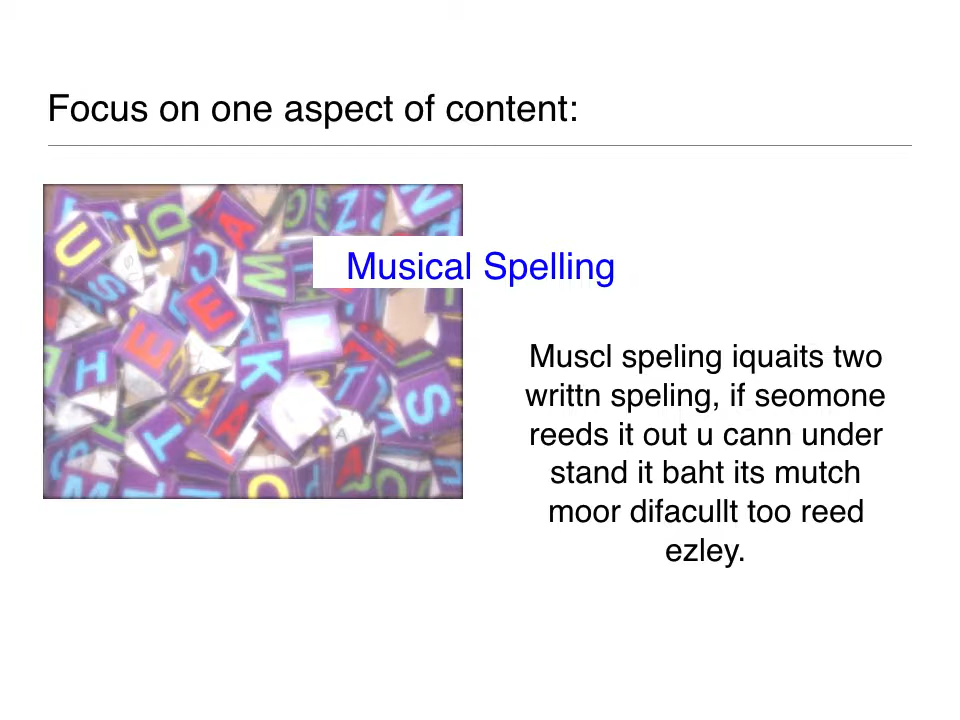 Focus on one aspect of content:
Musical Spelling
Muscl speling iquaits two
writtn speling, if seomone
reeds it out u cann under
stand it baht its mutch
moor difacullt too reed
ezley.